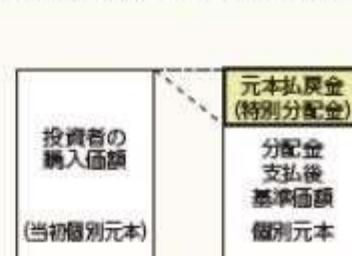 投資者の
購入価額
(当初個別元本)
元本払戻金
(特別分配金)
分配金
支払後
基準価額
個別元本